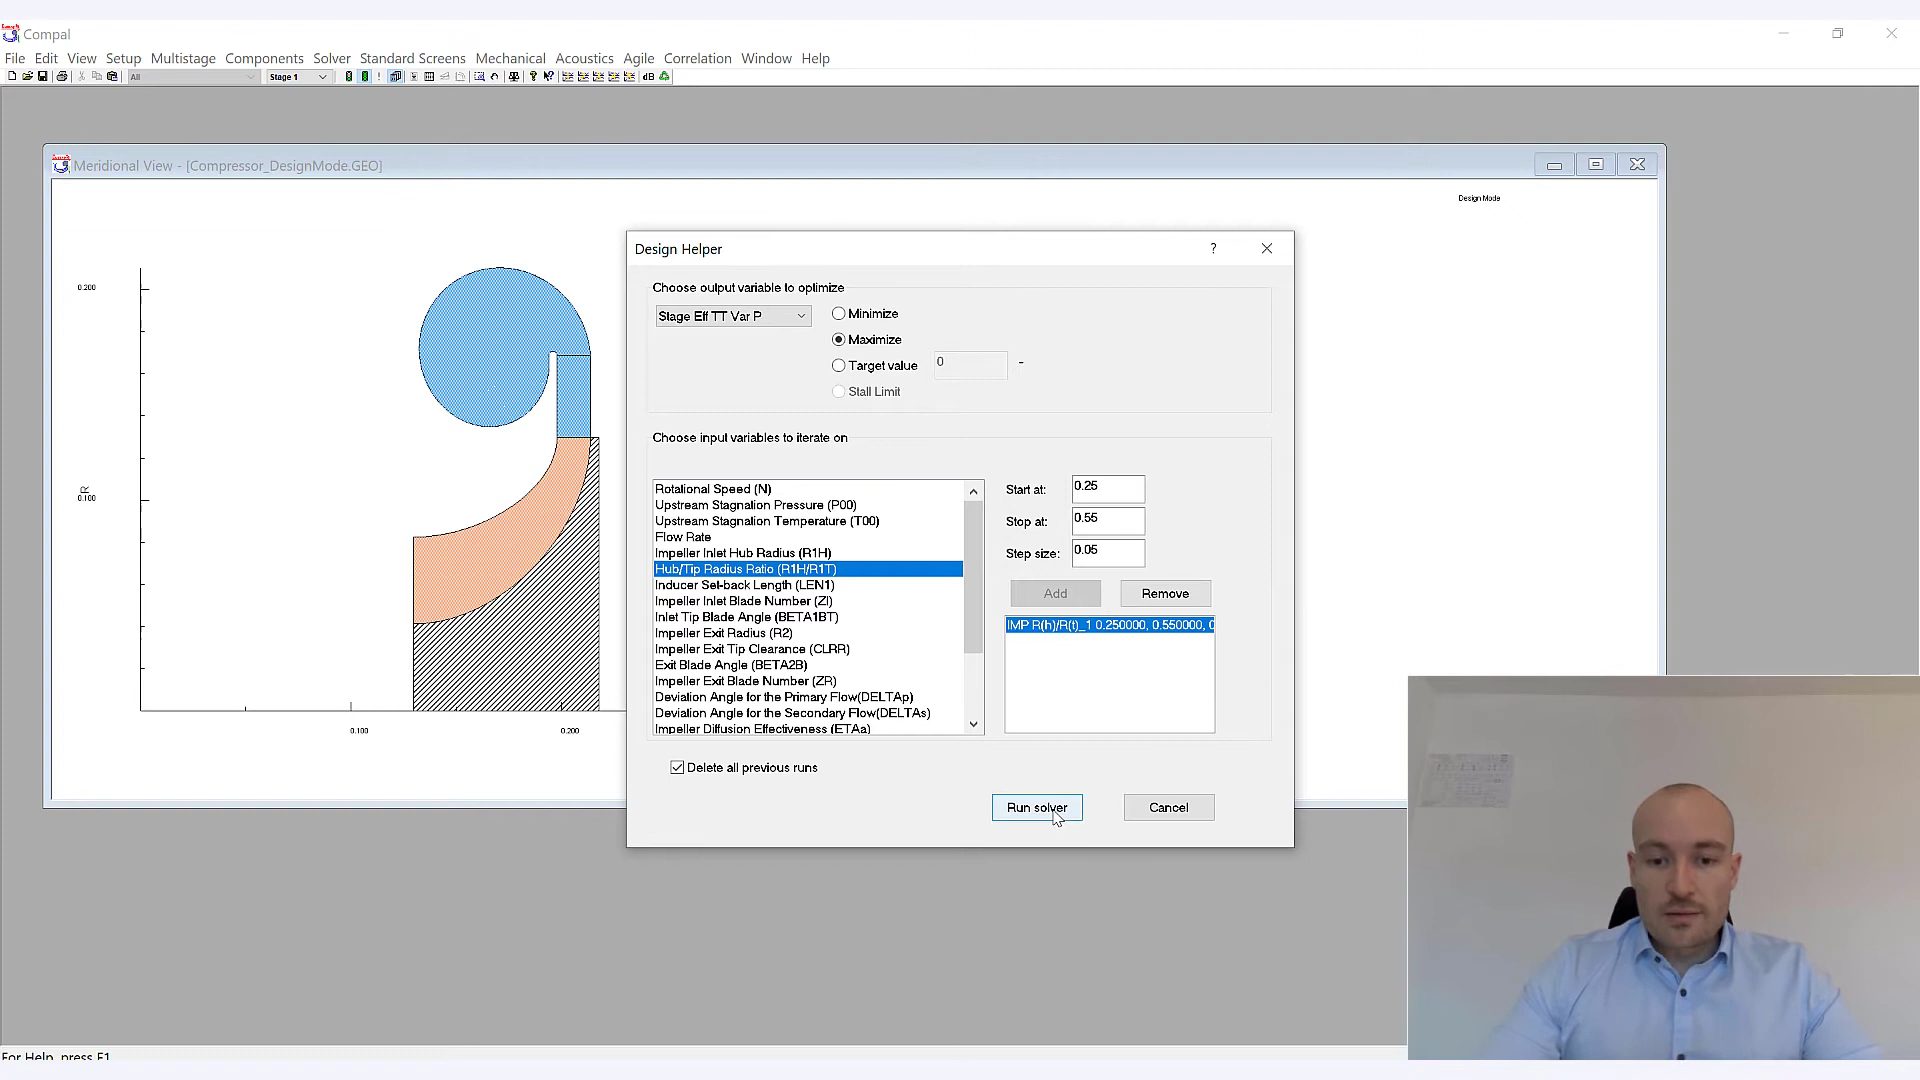 Compal
File Edit View Setup Multistage Components Solver Standard Screens Mechanical Acoustics Agile Correlation Window Help
All Stage 1 dB
Meridional View - [Compressor_DesignMode.GEO]
Design Mode
0.200
R
0.100
0.100 0.200
Design Helper
Choose output variable to optimize
Stage Eff TT Var P
Minimize
Maximize
Target value 0 -
Stall Limit
Choose input variables to iterate on
Rotational Speed (N)
Upstream Stagnation Pressure (P00)
Upstream Stagnation Temperature (T00)
Flow Rate
Impeller Inlet Hub Radius (R1H)
Hub/Tip Radius Ratio (R1H/R1T)
Inducer Set-back Length (LEN1)
Impeller Inlet Blade Number (ZI)
Inlet Tip Blade Angle (BETA1BT)
Impeller Exit Radius (R2)
Impeller Exit Tip Clearance (CLRR)
Exit Blade Angle (BETA2B)
Impeller Exit Blade Number (ZR)
Deviation Angle for the Primary Flow(DELTAp)
Deviation Angle for the Secondary Flow(DELTAs)
Impeller Diffusion Effectiveness (ETAa)
Start at: 0.25
Stop at: 0.55
Step size: 0.05
Add Remove
IMP R(h)/R(t)_1 0.250000, 0.550000, 0
Delete all previous runs
Run solver Cancel
For Help, press F1